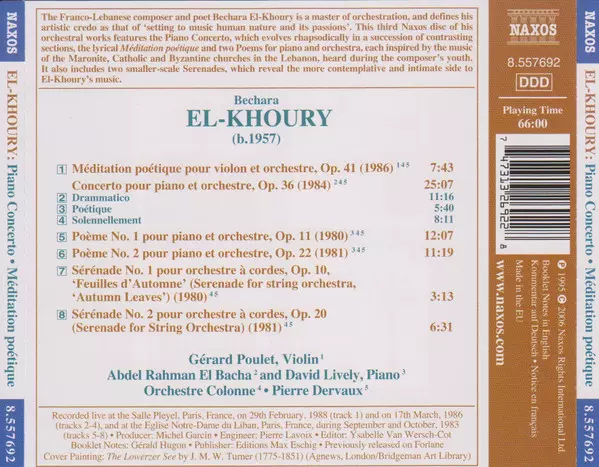 NAXOS
EL-KHOURY: Piano Concerto • Méditation poétique
8.557692
The Franco-Lebanese composer and poet Bechara El-Khoury is a master of orchestration, and defines his
artistic credo as that of ‘setting to music human nature and its passions’. This third Naxos disc of his
orchestral works features the Piano Concerto, which evolves rhapsodically in a succession of contrasting
sections, the lyrical Méditation poétique and two Poems for piano and orchestra, each inspired by the music
of the Maronite, Catholic and Byzantine churches in the Lebanon, heard during the composer's youth.
It also includes two smaller-scale Serenades, which reveal the more contemplative and intimate side to
El-Khoury's music.
Bechara
EL-KHOURY
(b.1957)
1 Méditation poétique pour violon et orchestre, Op. 41 (1986) 1 4 5 7:43
Concerto pour piano et orchestre, Op. 36 (1984) 2 4 5 25:07
2 Drammatico 11:16
3 Poétique 5:40
4 Solennellement 8:11
5 Poème No. 1 pour piano et orchestre, Op. 11 (1980) 3 4 5 12:07
6 Poème No. 2 pour piano et orchestre, Op. 22 (1981) 3 4 5 11:19
7 Sérénade No. 1 pour orchestre à cordes, Op. 10,
‘Feuilles d'Automne’ (Serenade for string orchestra,
‘Autumn Leaves’) (1980) 4 5 3:13
8 Sérénade No. 2 pour orchestre à cordes, Op. 20
(Serenade for String Orchestra) (1981) 4 5 6:31
Gérard Poulet, Violin 1
Abdel Rahman El Bacha 2 and David Lively, Piano 3
Orchestre Colonne 4 • Pierre Dervaux 5
Recorded live at the Salle Pleyel, Paris, France, on 29th February, 1988 (track 1) and on 17th March, 1986
(tracks 2-4), and at the Eglise Notre-Dame du Liban, Paris, France, during September and October, 1983
(tracks 5-8) • Producer: Michel Garcin • Engineer: Pierre Lavoix • Editor: Ysabelle Van Wersch-Cot
Booklet Notes: Gérald Hugon • Publisher: Editions Max Eschig • Previously released on Forlane
Cover Painting: The Lowerzer See by J. M. W. Turner (1775-1851) (Agnews, London/Bridgeman Art Library)
NAXOS
8.557692
DDD
Playing Time
66:00
7 47313 26922 8
www.naxos.com
Made in the EU
Kommentar auf Deutsch • Notice en français
Booklet Notes in English
℗ 1995 © 2006 Naxos Rights International Ltd.
NAXOS
EL-KHOURY: Piano Concerto • Méditation poétique
8.557692